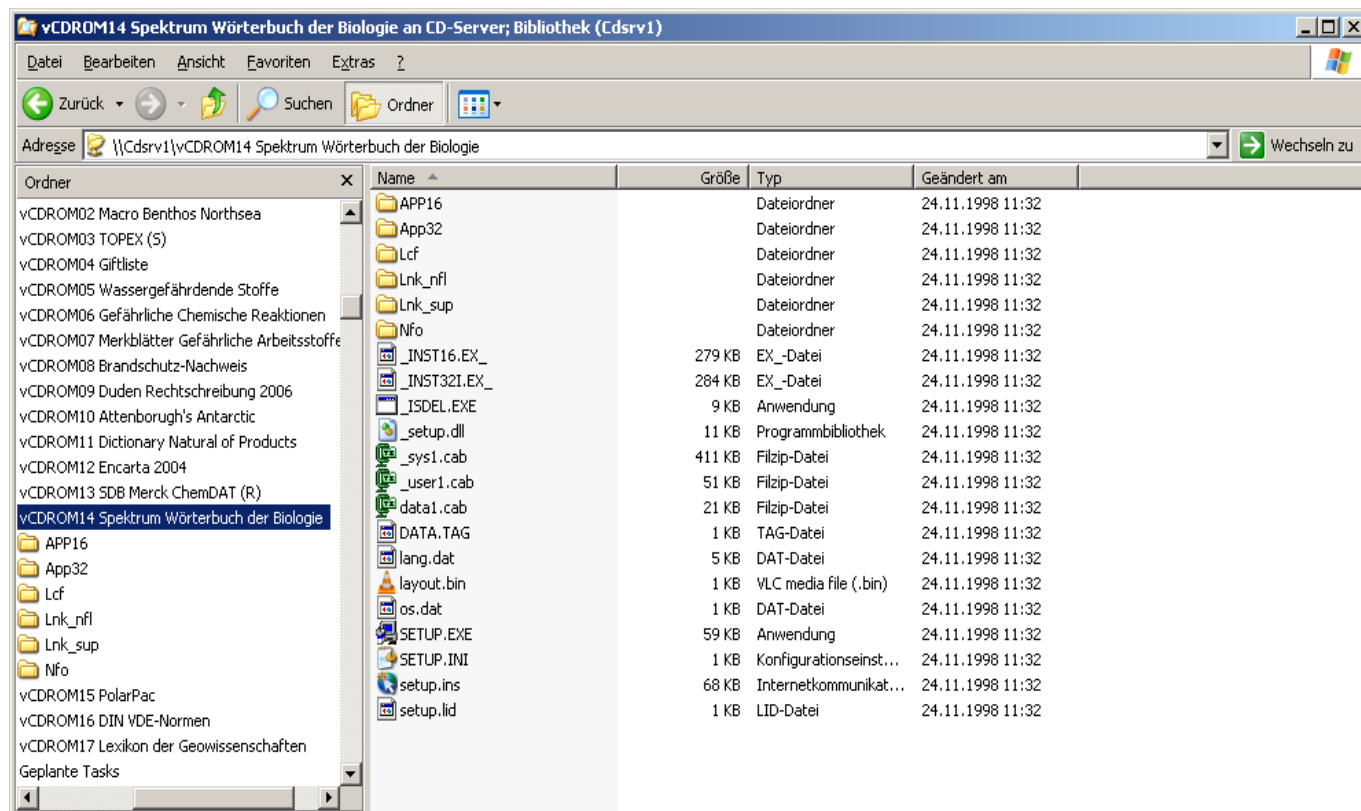 vCDROM14 Spektrum Wörterbuch der Biologie an CD-Server; Bibliothek (Cdsrv1)
Datei Bearbeiten Ansicht Favoriten Extras ?
Zurück Suchen Ordner
Adresse \\Cdsrv1\vCDROM14 Spektrum Wörterbuch der Biologie Wechseln zu
Ordner x
vCDROM02 Macro Benthos Northsea
vCDROM03 TOPEX (S)
vCDROM04 Giftliste
vCDROM05 Wassergefährdende Stoffe
vCDROM06 Gefährliche Chemische Reaktionen
vCDROM07 Merkblätter Gefährliche Arbeitsstoffe
vCDROM08 Brandschutz-Nachweis
vCDROM09 Duden Rechtschreibung 2006
vCDROM10 Attenborugh's Antarctic
vCDROM11 Dictionary Natural of Products
vCDROM12 Encarta 2004
vCDROM13 SDB Merck ChemDAT (R)
vCDROM14 Spektrum Wörterbuch der Biologie
APP16
App32
Lcf
Lnk_nfl
Lnk_sup
Nfo
vCDROM15 PolarPac
vCDROM16 DIN VDE-Normen
vCDROM17 Lexikon der Geowissenschaften
Geplante Tasks
Name Größe Typ Geändert am
APP16 Dateiordner 24.11.1998 11:32
App32 Dateiordner 24.11.1998 11:32
Lcf Dateiordner 24.11.1998 11:32
Lnk_nfl Dateiordner 24.11.1998 11:32
Lnk_sup Dateiordner 24.11.1998 11:32
Nfo Dateiordner 24.11.1998 11:32
_INST16.EX_ 279 KB EX_-Datei 24.11.1998 11:32
_INST32I.EX_ 284 KB EX_-Datei 24.11.1998 11:32
_ISDEL.EXE 9 KB Anwendung 24.11.1998 11:32
_setup.dll 11 KB Programmbibliothek 24.11.1998 11:32
_sys1.cab 411 KB Filzip-Datei 24.11.1998 11:32
_user1.cab 51 KB Filzip-Datei 24.11.1998 11:32
data1.cab 21 KB Filzip-Datei 24.11.1998 11:32
DATA.TAG 1 KB TAG-Datei 24.11.1998 11:32
lang.dat 5 KB DAT-Datei 24.11.1998 11:32
layout.bin 1 KB VLC media file (.bin) 24.11.1998 11:32
os.dat 1 KB DAT-Datei 24.11.1998 11:32
SETUP.EXE 59 KB Anwendung 24.11.1998 11:32
SETUP.INI 1 KB Konfigurationseinst... 24.11.1998 11:32
setup.ins 68 KB Internetkommunikat... 24.11.1998 11:32
setup.lid 1 KB LID-Datei 24.11.1998 11:32